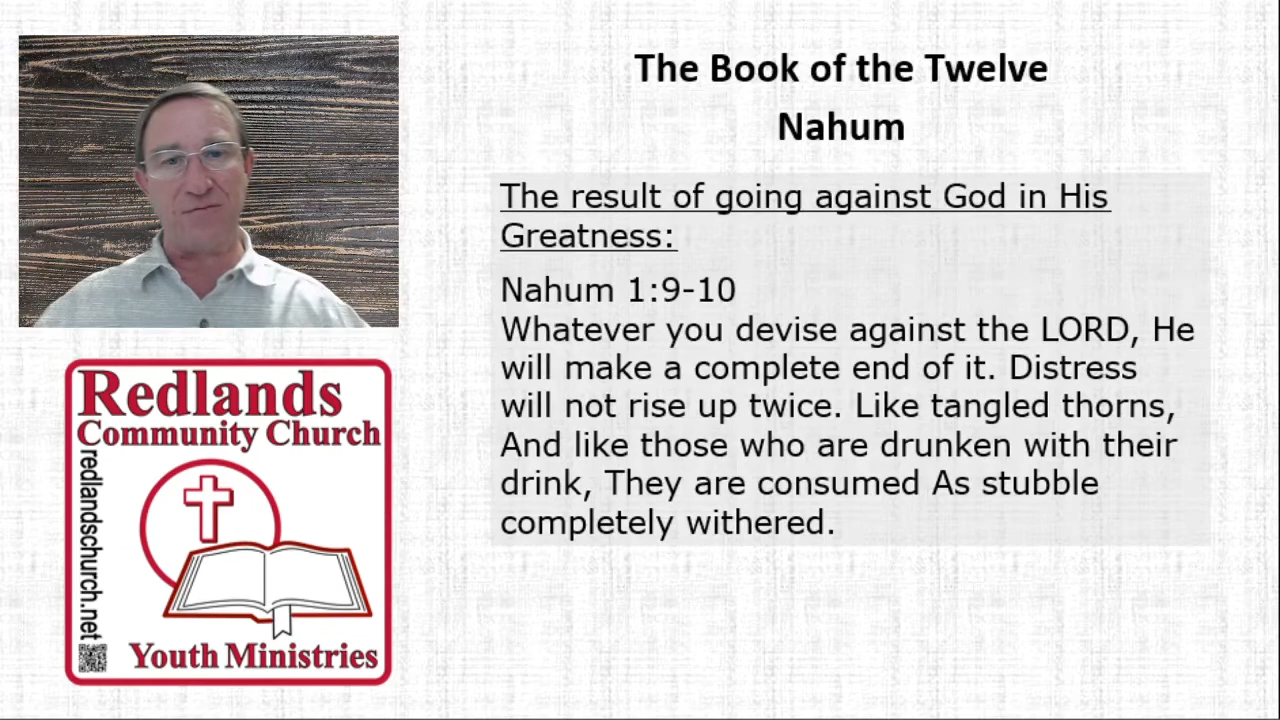 The Book of the Twelve
Nahum
The result of going against God in His
Greatness:
Nahum 1:9-10
Whatever you devise against the LORD, He
will make a complete end of it. Distress
will not rise up twice. Like tangled thorns,
And like those who are drunken with their
drink, They are consumed As stubble
completely withered.
Redlands
Community Church
redlandschurch.net
Youth Ministries